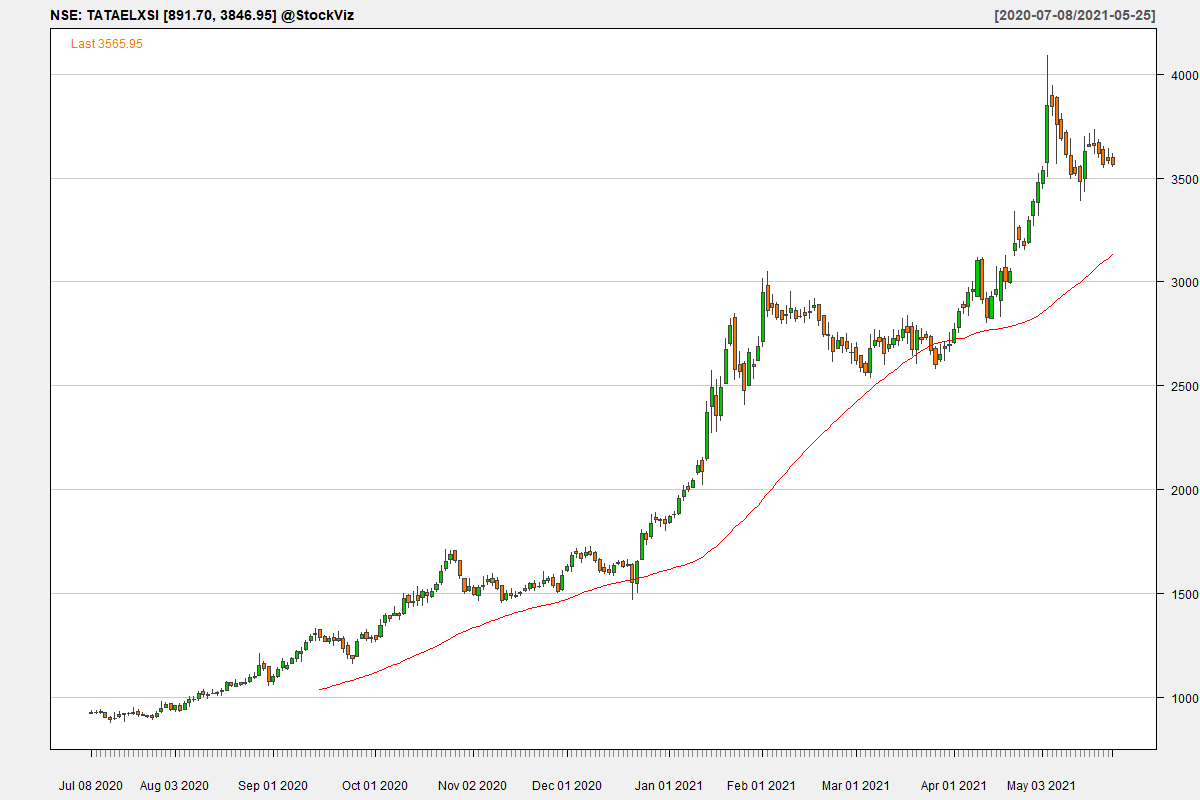 NSE: TATAELXSI [891.70, 3846.95] @StockViz [2020-07-08/2021-05-25]
Last 3565.95
4000
3500
3000
2500
2000
1500
1000
Jul 08 2020 Aug 03 2020 Sep 01 2020 Oct 01 2020 Nov 02 2020 Dec 01 2020 Jan 01 2021 Feb 01 2021 Mar 01 2021 Apr 01 2021 May 03 2021